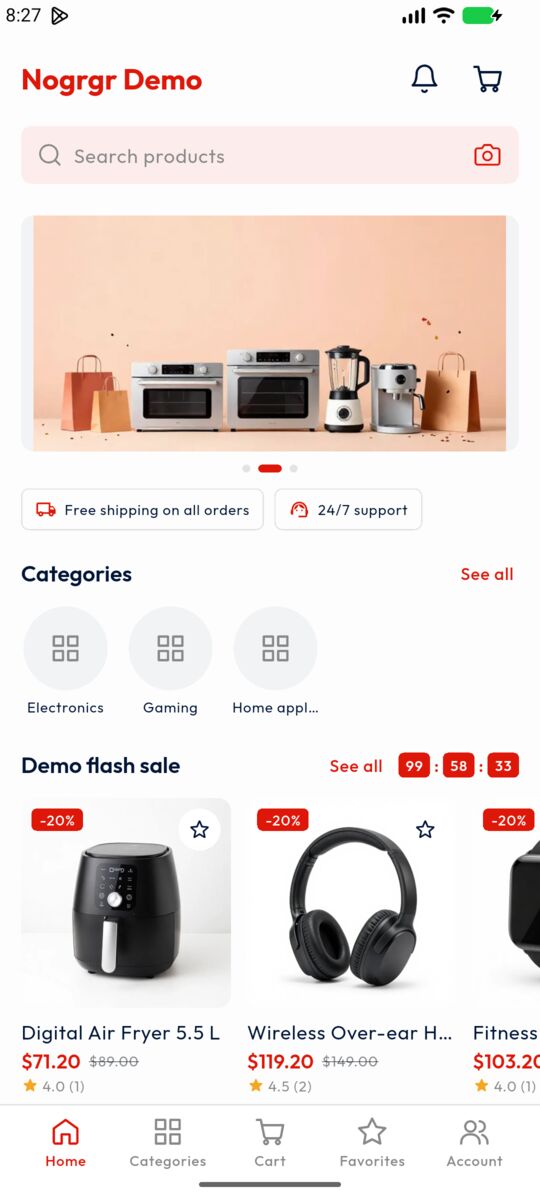 8:27
Nogrgr Demo
Search products
Free shipping on all orders
24/7 support
Categories
See all
Electronics
Gaming
Home appl...
Demo flash sale
See all
99 : 58 : 33
-20%
-20%
-20%
Digital Air Fryer 5.5 L
Wireless Over-ear H...
Fitness
$71.20 $89.00
$119.20 $149.00
$103.20
4.0 (1)
4.5 (2)
4.0 (1)
Home
Categories
Cart
Favorites
Account